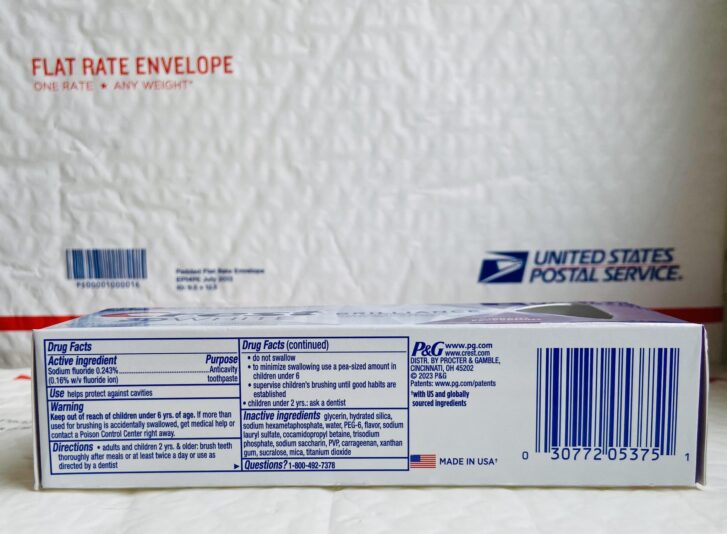 FLAT RATE ENVELOPE
ONE RATE ★ ANY WEIGHT*
PS00001000016
Padded Flat Rate Envelope
EP14PE July 2013
UNITED STATES
POSTAL SERVICE®
BRILLIANCE
Drug Facts
Active ingredient Purpose
Sodium fluoride 0.243%..........Anticavity
(0.16% w/v fluoride ion) toothpaste
Use helps protect against cavities
Warning
Keep out of reach of children under 6 yrs. of age. If more than
used for brushing is accidentally swallowed, get medical help or
contact a Poison Control Center right away.
Directions • adults and children 2 yrs. & older: brush teeth
thoroughly after meals or at least twice a day or use as
directed by a dentist
Drug Facts (continued)
• do not swallow
• to minimize swallowing use a pea-sized amount in
children under 6
• supervise children's brushing until good habits are
established
• children under 2 yrs.: ask a dentist
Inactive ingredients glycerin, hydrated silica,
sodium hexametaphosphate, water, PEG-6, flavor, sodium
lauryl sulfate, cocamidopropyl betaine, trisodium
phosphate, sodium saccharin, PVP, carrageenan, xanthan
gum, sucralose, mica, titanium dioxide
Questions? 1-800-492-7378
P&G www.pg.com
www.crest.com
DISTR. BY PROCTER & GAMBLE,
CINCINNATI, OH 45202
© 2023 P&G
Patents: www.pg.com/patents
†with US and globally
sourced ingredients
MADE IN USA†
0 30772 05375 1